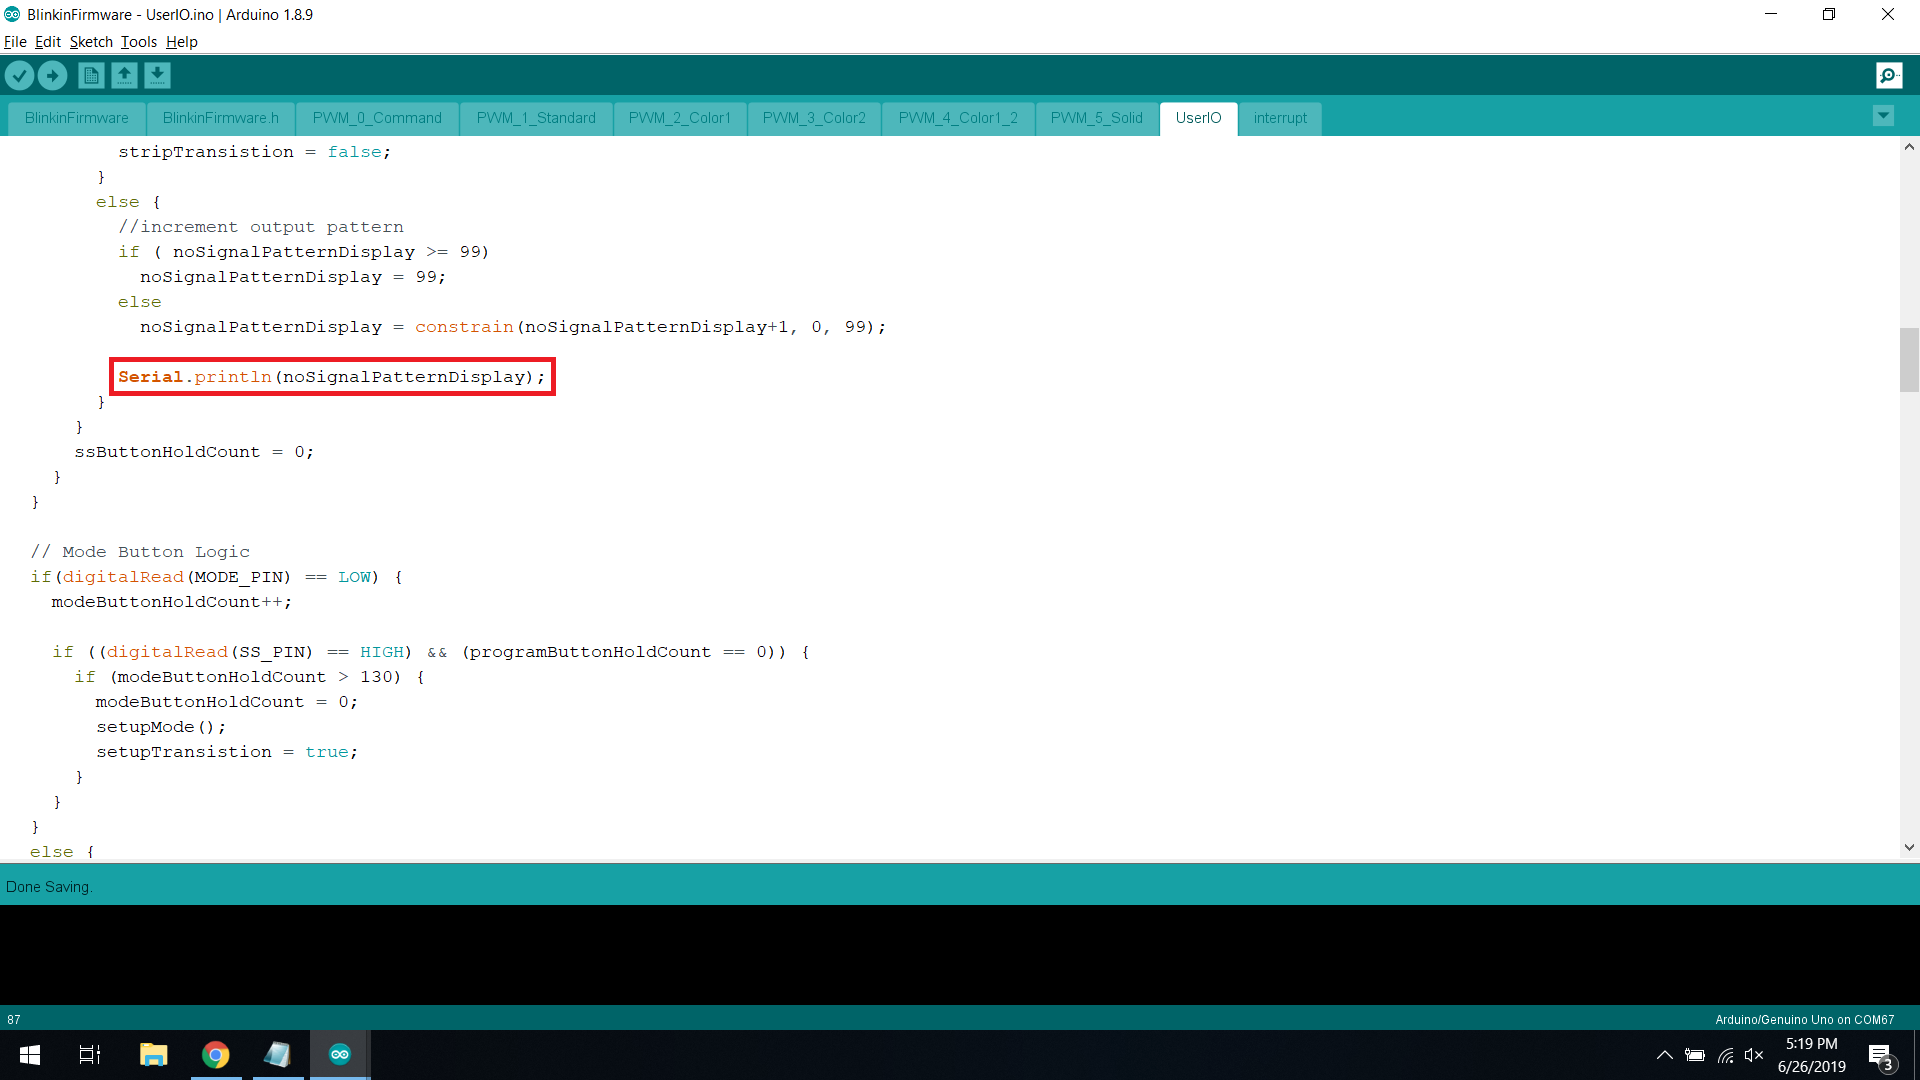 BlinkinFirmware - UserIO.ino | Arduino 1.8.9
File Edit Sketch Tools Help
BlinkinFirmware BlinkinFirmware.h PWM_0_Command PWM_1_Standard PWM_2_Color1 PWM_3_Color2 PWM_4_Color1_2 PWM_5_Solid UserIO interrupt
stripTransistion = false;
}
else {
//increment output pattern
if ( noSignalPatternDisplay >= 99)
noSignalPatternDisplay = 99;
else
noSignalPatternDisplay = constrain(noSignalPatternDisplay+1, 0, 99);
Serial.println(noSignalPatternDisplay);
}
}
ssButtonHoldCount = 0;
}
}
// Mode Button Logic
if(digitalRead(MODE_PIN) == LOW) {
modeButtonHoldCount++;
if ((digitalRead(SS_PIN) == HIGH) && (programButtonHoldCount == 0)) {
if (modeButtonHoldCount > 130) {
modeButtonHoldCount = 0;
setupMode();
setupTransistion = true;
}
}
}
else {
Done Saving.
87
Arduino/Genuino Uno on COM67
5:19 PM
6/26/2019
3